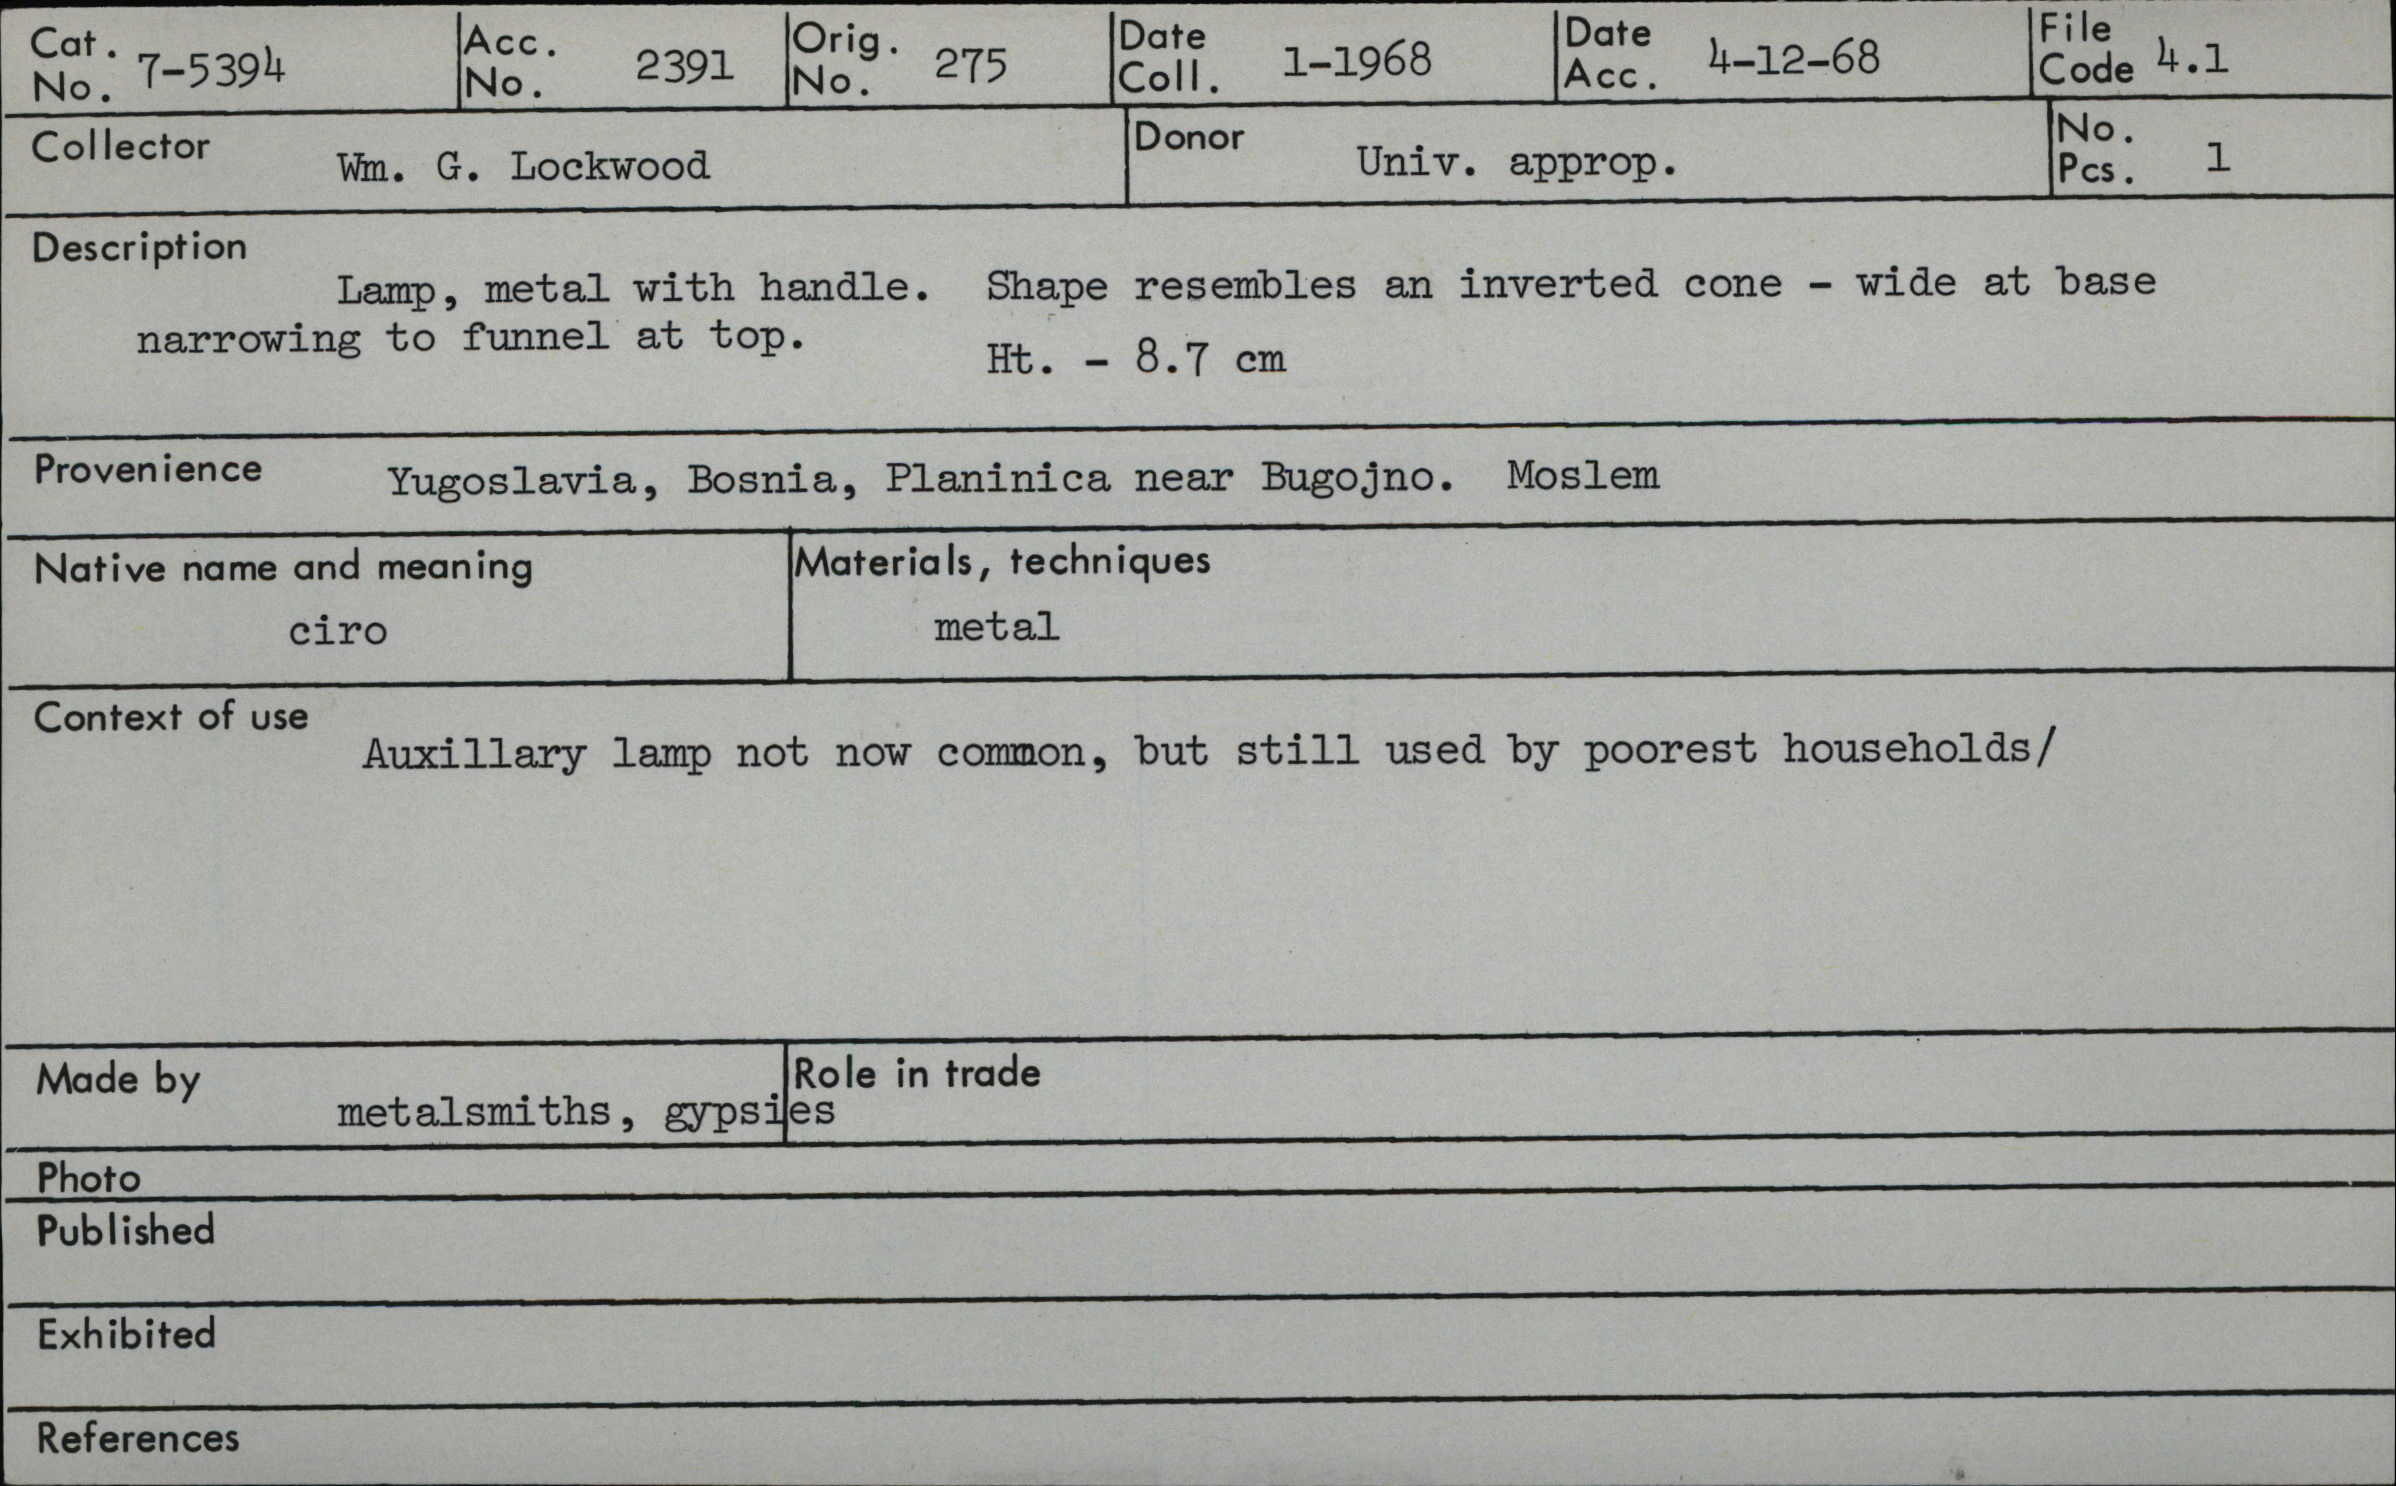 Cat. No. 7-5394 Acc. No. 2391 Orig. No. 275 Date Coll. 1-1968 Date Acc. 4-12-68 File Code 4.1
Collector Wm. G. Lockwood Donor Univ. approp. No. Pcs. 1
Description
Lamp, metal with handle. Shape resembles an inverted cone - wide at base
narrowing to funnel at top. Ht. - 8.7 cm
Provenience Yugoslavia, Bosnia, Planinica near Bugojno. Moslem
Native name and meaning
ciro
Materials, techniques
metal
Context of use
Auxillary lamp not now common, but still used by poorest households/
Made by
metalsmiths, gypsies
Role in trade
Photo
Published
Exhibited
References